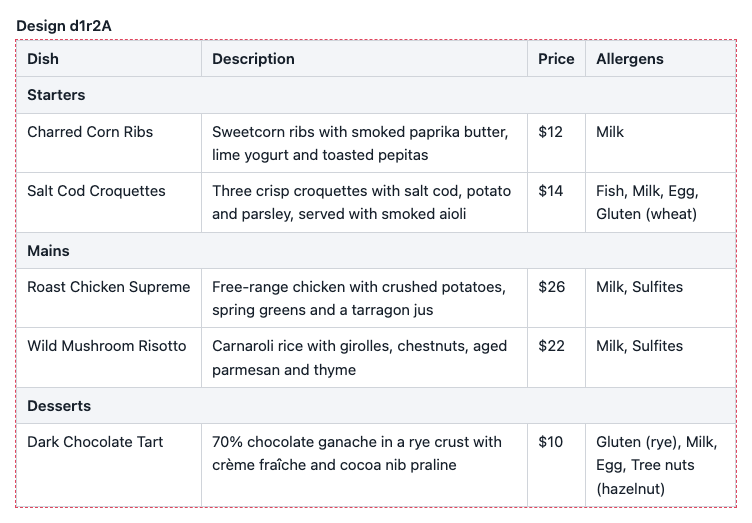 Design d1r2A
Dish Description Price Allergens
Starters
Charred Corn Ribs Sweetcorn ribs with smoked paprika butter, $12 Milk
lime yogurt and toasted pepitas
Salt Cod Croquettes Three crisp croquettes with salt cod, potato $14 Fish, Milk, Egg,
and parsley, served with smoked aioli Gluten (wheat)
Mains
Roast Chicken Supreme Free-range chicken with crushed potatoes, $26 Milk, Sulfites
spring greens and a tarragon jus
Wild Mushroom Risotto Carnaroli rice with girolles, chestnuts, aged $22 Milk, Sulfites
parmesan and thyme
Desserts
Dark Chocolate Tart 70% chocolate ganache in a rye crust with $10 Gluten (rye), Milk,
crème fraîche and cocoa nib praline Egg, Tree nuts
(hazelnut)